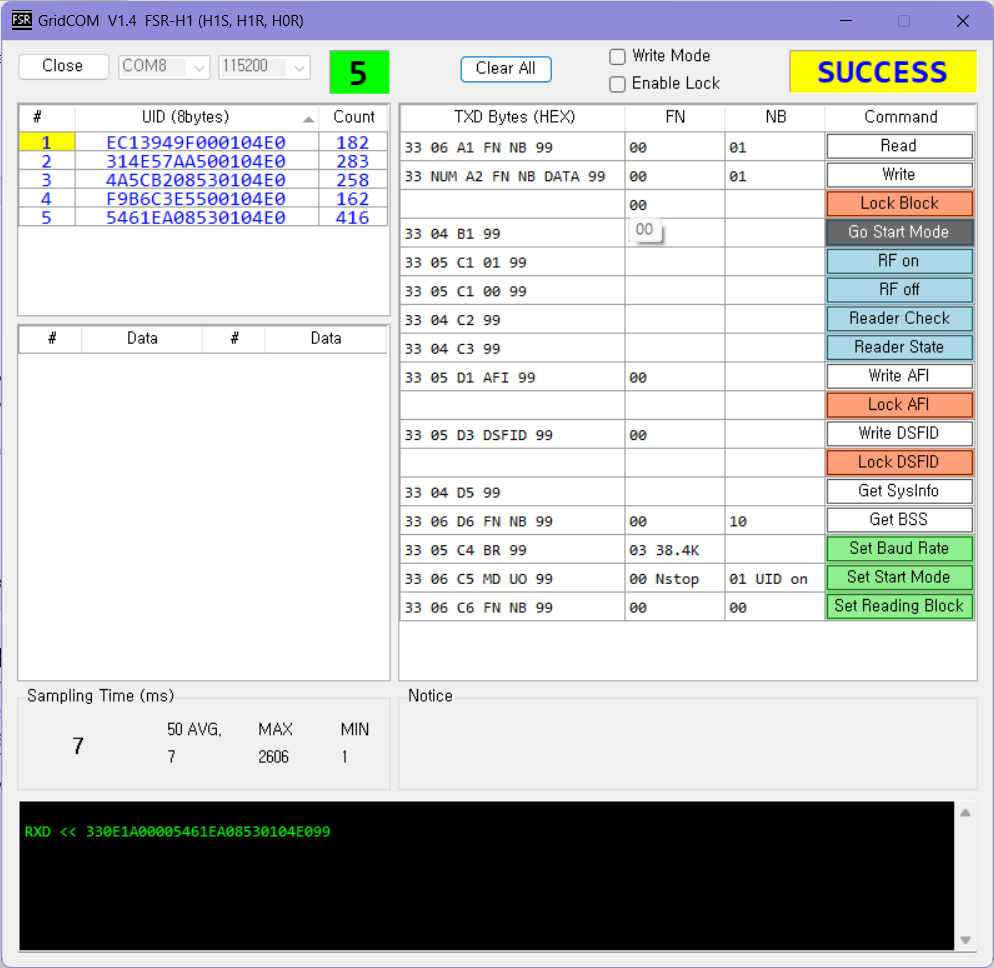 FSR GridCOM V1.4 FSR-H1 (H1S, H1R, H0R)
Close COM8 115200 5 Clear All
Write Mode
Enable Lock
SUCCESS
# UID (8bytes) Count
1 EC13949F000104E0 182
2 314E57AA500104E0 283
3 4A5CB208530104E0 258
4 F9B6C3E5500104E0 162
5 5461EA08530104E0 416
# Data # Data
TXD Bytes (HEX) FN NB Command
33 06 A1 FN NB 99 00 01 Read
33 NUM A2 FN NB DATA 99 00 01 Write
00 Lock Block
33 04 B1 99 00 Go Start Mode
33 05 C1 01 99 RF on
33 05 C1 00 99 RF off
33 04 C2 99 Reader Check
33 04 C3 99 Reader State
33 05 D1 AFI 99 00 Write AFI
Lock AFI
33 05 D3 DSFID 99 00 Write DSFID
Lock DSFID
33 04 D5 99 Get SysInfo
33 06 D6 FN NB 99 00 10 Get BSS
33 05 C4 BR 99 03 38.4K Set Baud Rate
33 06 C5 MD UO 99 00 Nstop 01 UID on Set Start Mode
33 06 C6 FN NB 99 00 00 Set Reading Block
Sampling Time (ms)
50 AVG, MAX MIN
7 7 2606 1
Notice
RXD << 330E1A00005461EA08530104E099